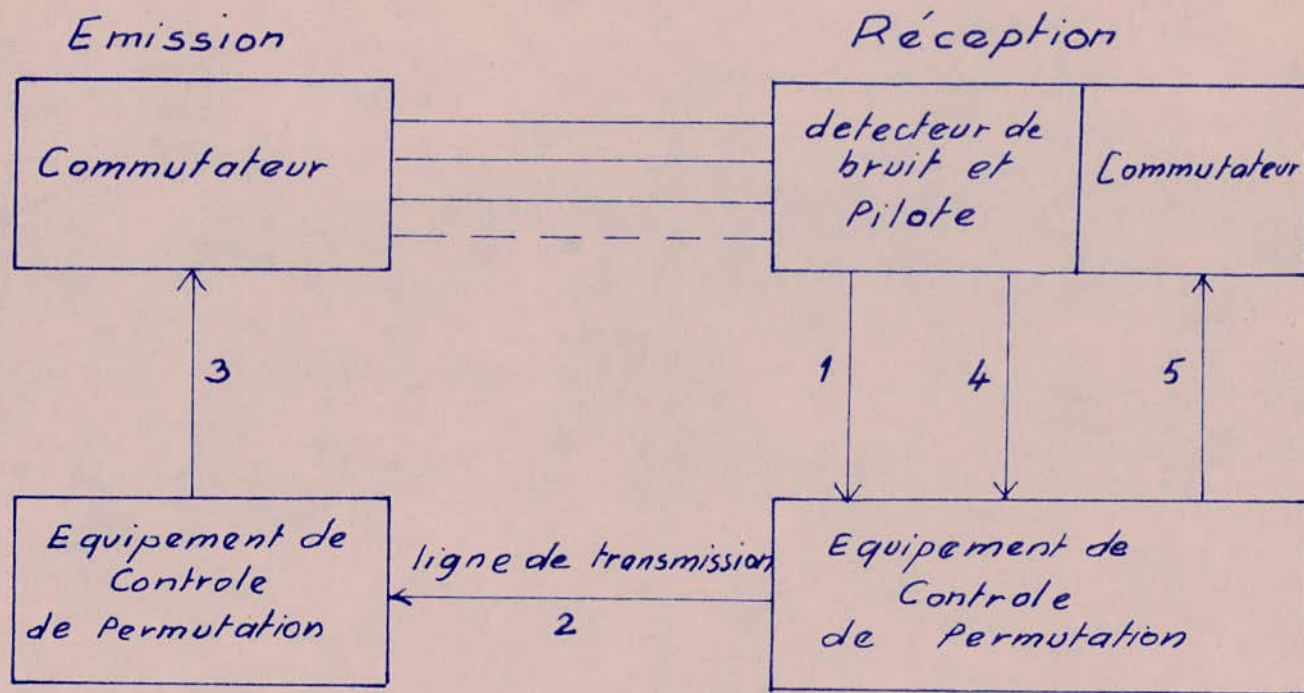 Emission
Réception
Commutateur
detecteur de
bruit et
Pilote
Commutateur
3
1
4
5
Equipement de
Controle
de Permutation
ligne de transmission
2
Equipement de
Controle
de Permutation